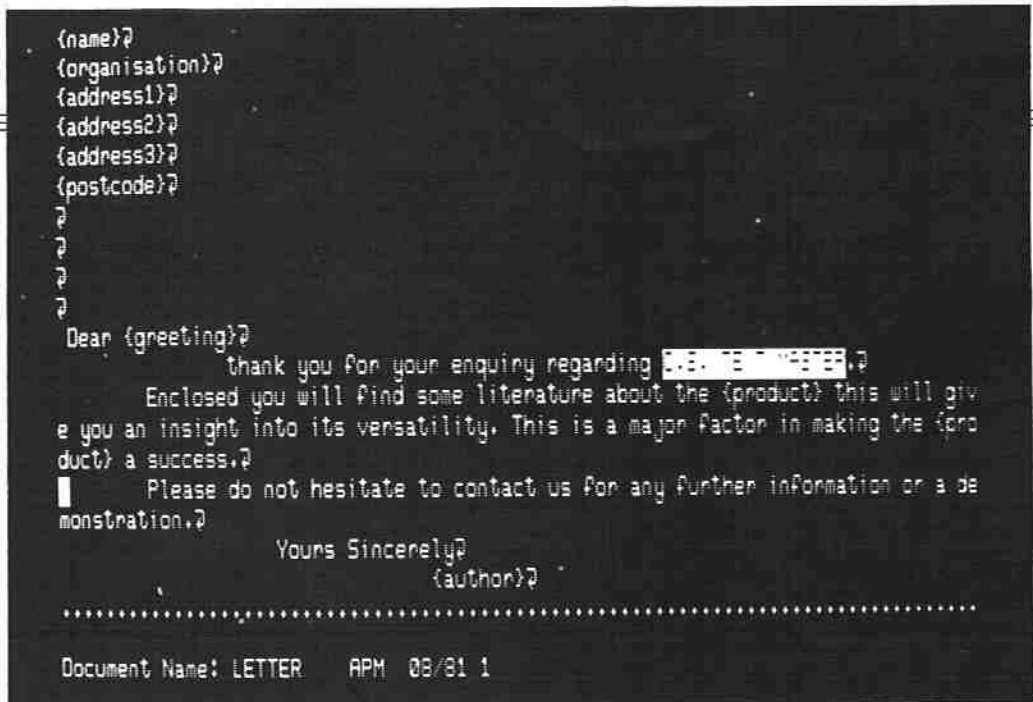 {name}
{organisation}
{address1}
{address2}
{address3}
{postcode}
Dear {greeting}
thank you for your enquiry regarding .
Enclosed you will find some literature about the {product} this will giv
e you an insight into its versatility. This is a major factor in making the {pro
duct} a success.
Please do not hesitate to contact us for any further information or a de
monstration.
Yours Sincerely
{author}
Document Name: LETTER APM 08/81 1